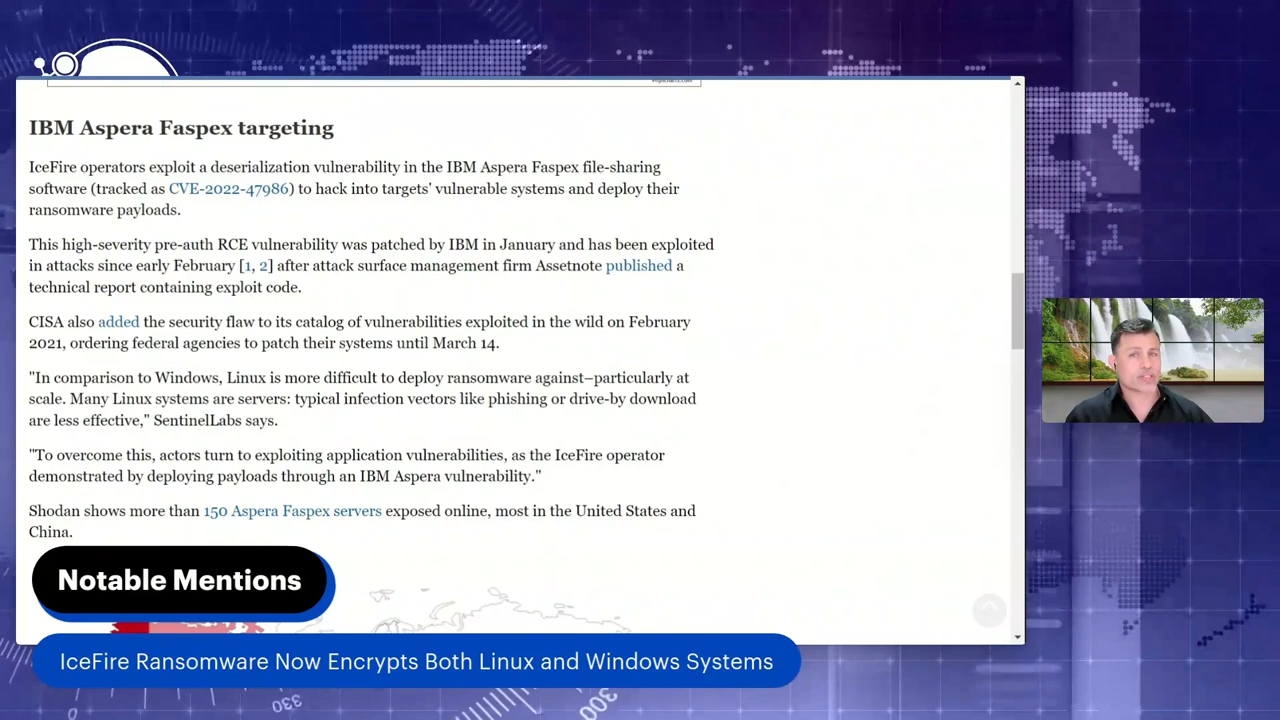 IBM Aspera Faspex targeting
IceFire operators exploit a deserialization vulnerability in the IBM Aspera Faspex file-sharing
software (tracked as CVE-2022-47986) to hack into targets' vulnerable systems and deploy their
ransomware payloads.
This high-severity pre-auth RCE vulnerability was patched by IBM in January and has been exploited
in attacks since early February [1, 2] after attack surface management firm Assetnote published a
technical report containing exploit code.
CISA also added the security flaw to its catalog of vulnerabilities exploited in the wild on February
2021, ordering federal agencies to patch their systems until March 14.
"In comparison to Windows, Linux is more difficult to deploy ransomware against–particularly at
scale. Many Linux systems are servers: typical infection vectors like phishing or drive-by download
are less effective," SentinelLabs says.
"To overcome this, actors turn to exploiting application vulnerabilities, as the IceFire operator
demonstrated by deploying payloads through an IBM Aspera vulnerability."
Shodan shows more than 150 Aspera Faspex servers exposed online, most in the United States and
China.
Notable Mentions
IceFire Ransomware Now Encrypts Both Linux and Windows Systems
0
330
300